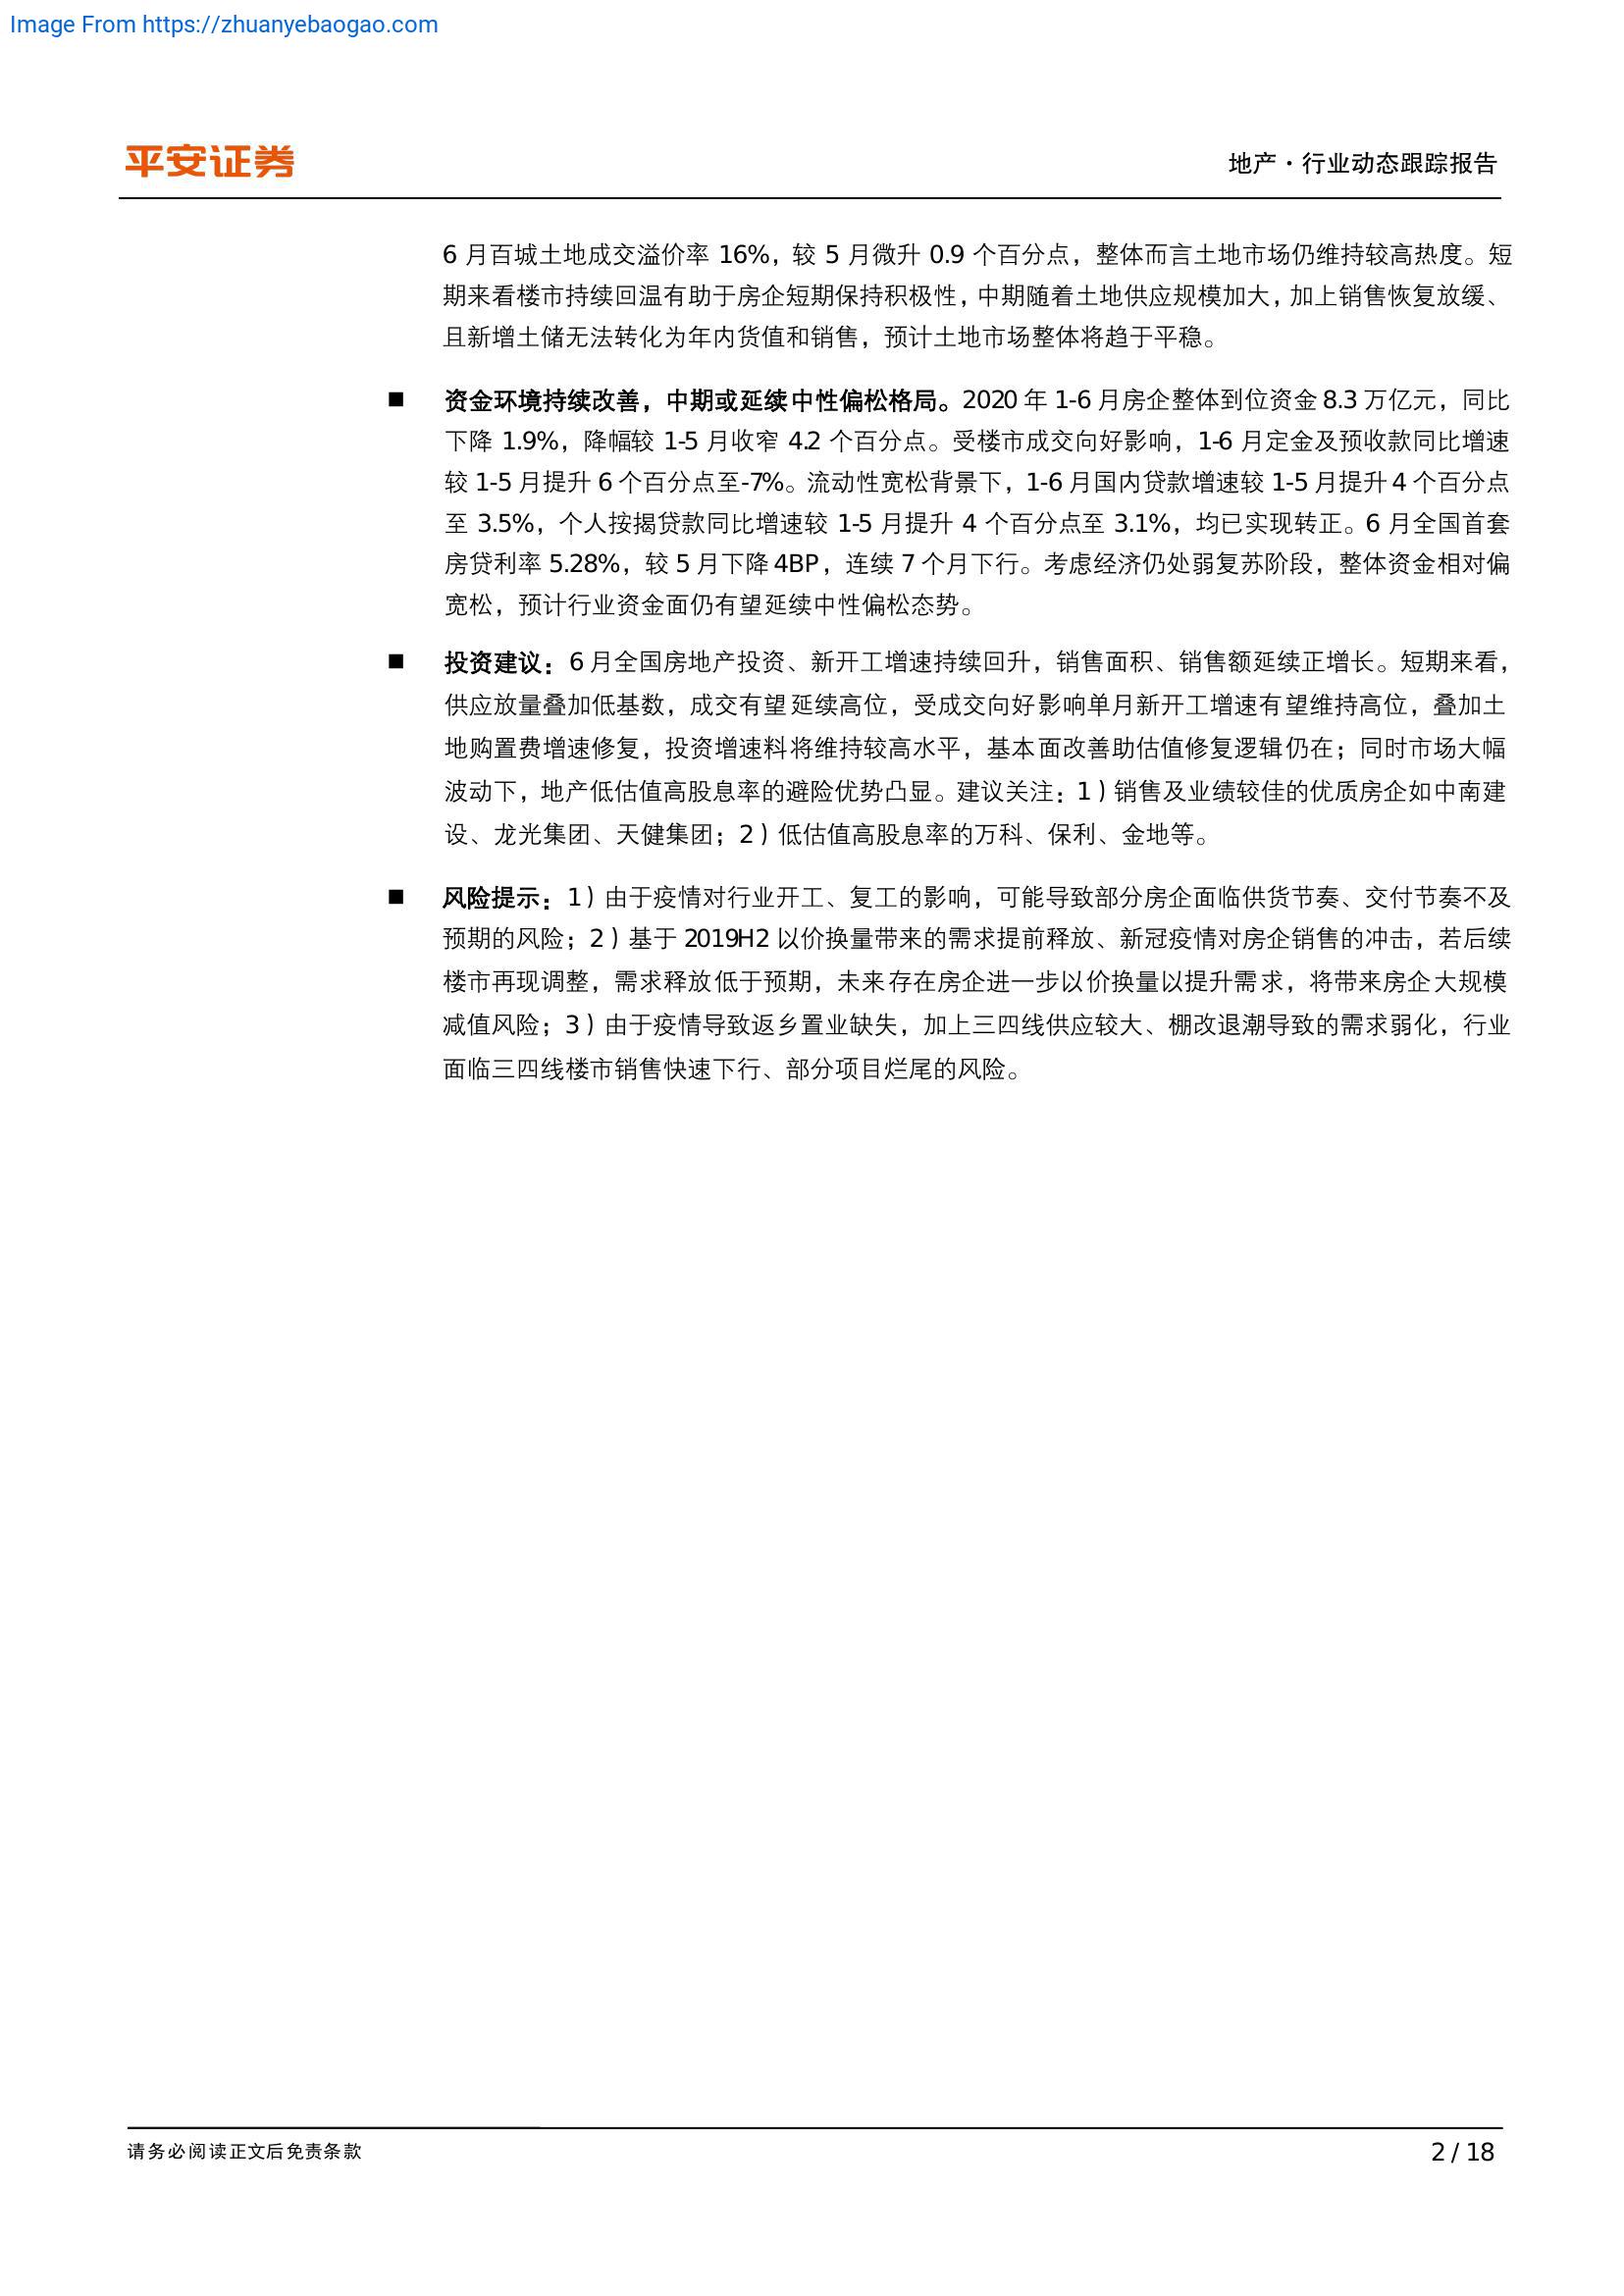 Image From https://zhuanyebaogao.com
平安证券
地产·行业动态跟踪报告
6 月百城土地成交溢价率 16%，较 5 月微升 0.9 个百分点，整体而言土地市场仍维持较高热度。短
期来看楼市持续回温有助于房企短期保持积极性，中期随着土地供应规模加大，加上销售恢复放缓、
且新增土储无法转化为年内货值和销售，预计土地市场整体将趋于平稳。
■ 资金环境持续改善，中期或延续中性偏松格局。2020 年 1-6 月房企整体到位资金 8.3 万亿元，同比
下降 1.9%，降幅较 1-5 月收窄 4.2 个百分点。受楼市成交向好影响，1-6 月定金及预收款同比增速
较 1-5 月提升 6 个百分点至-7%。流动性宽松背景下，1-6 月国内贷款增速较 1-5 月提升 4 个百分点
至 3.5%，个人按揭贷款同比增速较 1-5 月提升 4 个百分点至 3.1%，均已实现转正。6 月全国首套
房贷利率 5.28%，较 5 月下降 4BP，连续 7 个月下行。考虑经济仍处弱复苏阶段，整体资金相对偏
宽松，预计行业资金面仍有望延续中性偏松态势。
■ 投资建议：6 月全国房地产投资、新开工增速持续回升，销售面积、销售额延续正增长。短期来看，
供应放量叠加低基数，成交有望延续高位，受成交向好影响单月新开工增速有望维持高位，叠加土
地购置费增速修复，投资增速料将维持较高水平，基本面改善助估值修复逻辑仍在；同时市场大幅
波动下，地产低估值高股息率的避险优势凸显。建议关注：1）销售及业绩较佳的优质房企如中南建
设、龙光集团、天健集团；2）低估值高股息率的万科、保利、金地等。
■ 风险提示：1）由于疫情对行业开工、复工的影响，可能导致部分房企面临供货节奏、交付节奏不及
预期的风险；2）基于 2019H2 以价换量带来的需求提前释放、新冠疫情对房企销售的冲击，若后续
楼市再现调整，需求释放低于预期，未来存在房企进一步以价换量以提升需求，将带来房企大规模
减值风险；3）由于疫情导致返乡置业缺失，加上三四线供应较大、棚改退潮导致的需求弱化，行业
面临三四线楼市销售快速下行、部分项目烂尾的风险。
请务必阅读正文后免责条款
2 / 18